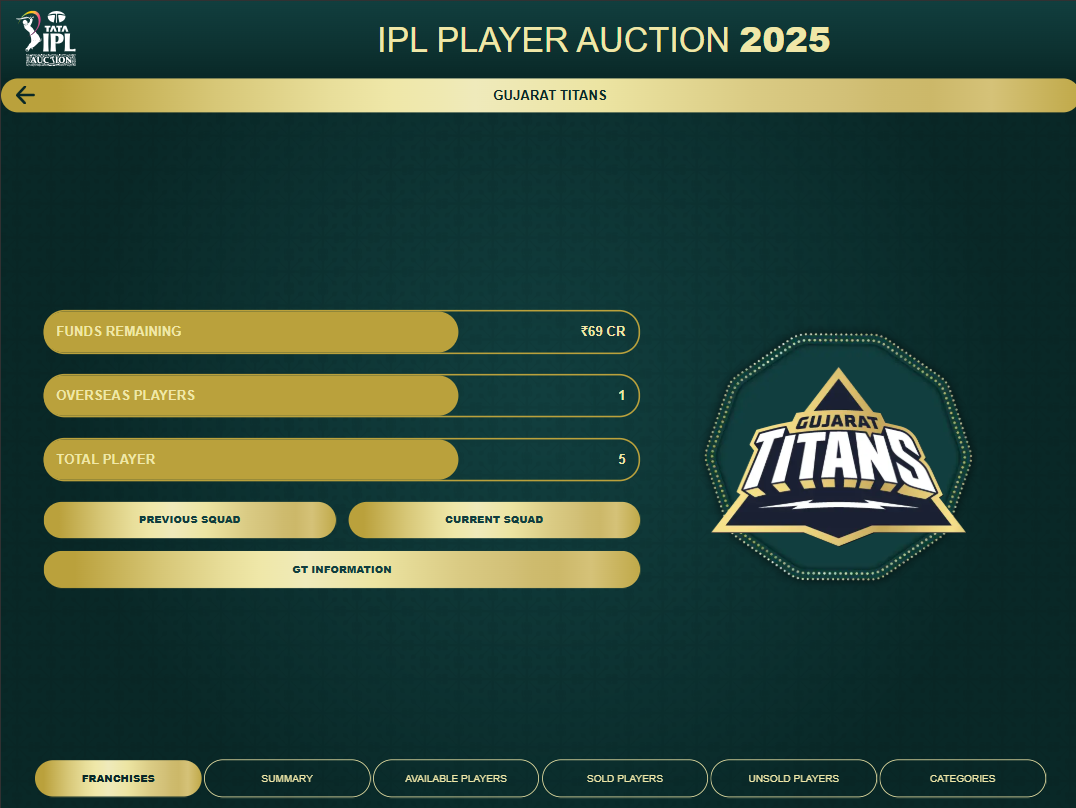 TATA
IPL
AUCTION
IPL PLAYER AUCTION 2025
GUJARAT TITANS
FUNDS REMAINING ₹69 CR
OVERSEAS PLAYERS 1
TOTAL PLAYER 5
PREVIOUS SQUAD CURRENT SQUAD
GT INFORMATION
GUJARAT
TITANS
FRANCHISES SUMMARY AVAILABLE PLAYERS SOLD PLAYERS UNSOLD PLAYERS CATEGORIES